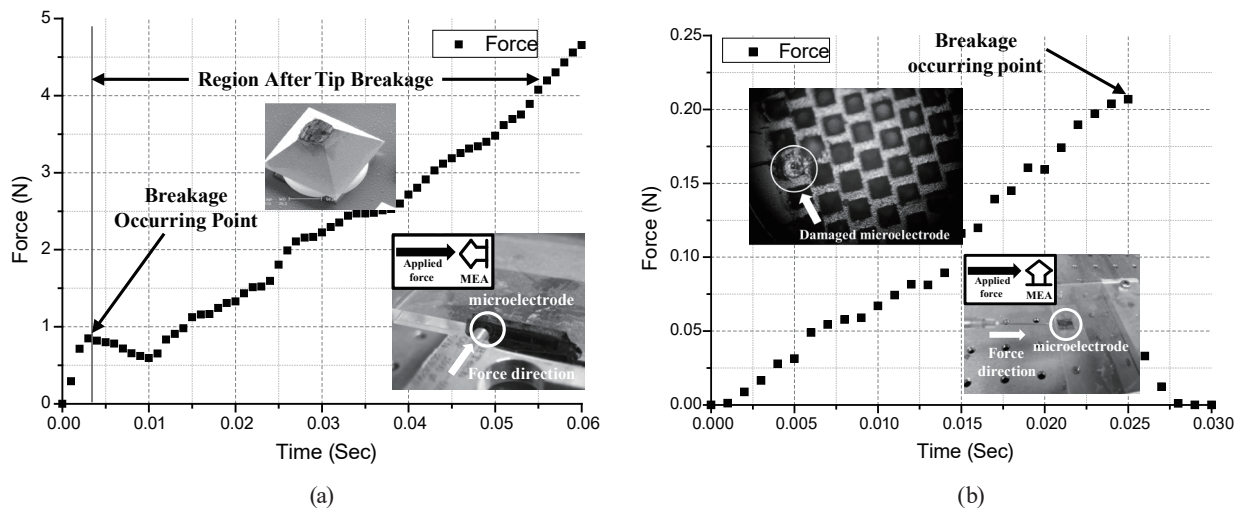 5
4
3
2
1
0
Force (N)
Force
Region After Tip Breakage
Breakage
Occurring Point
Applied
force
MEA
microelectrode
Force direction
0.00 0.01 0.02 0.03 0.04 0.05 0.06
Time (Sec)
(a)
0.25
0.20
0.15
0.10
0.05
0.00
Force (N)
Force
Breakage
occurring point
Damaged microelectrode
Applied
force
MEA
Force
direction
microelectrode
0.000 0.005 0.010 0.015 0.020 0.025 0.030
Time (Sec)
(b)